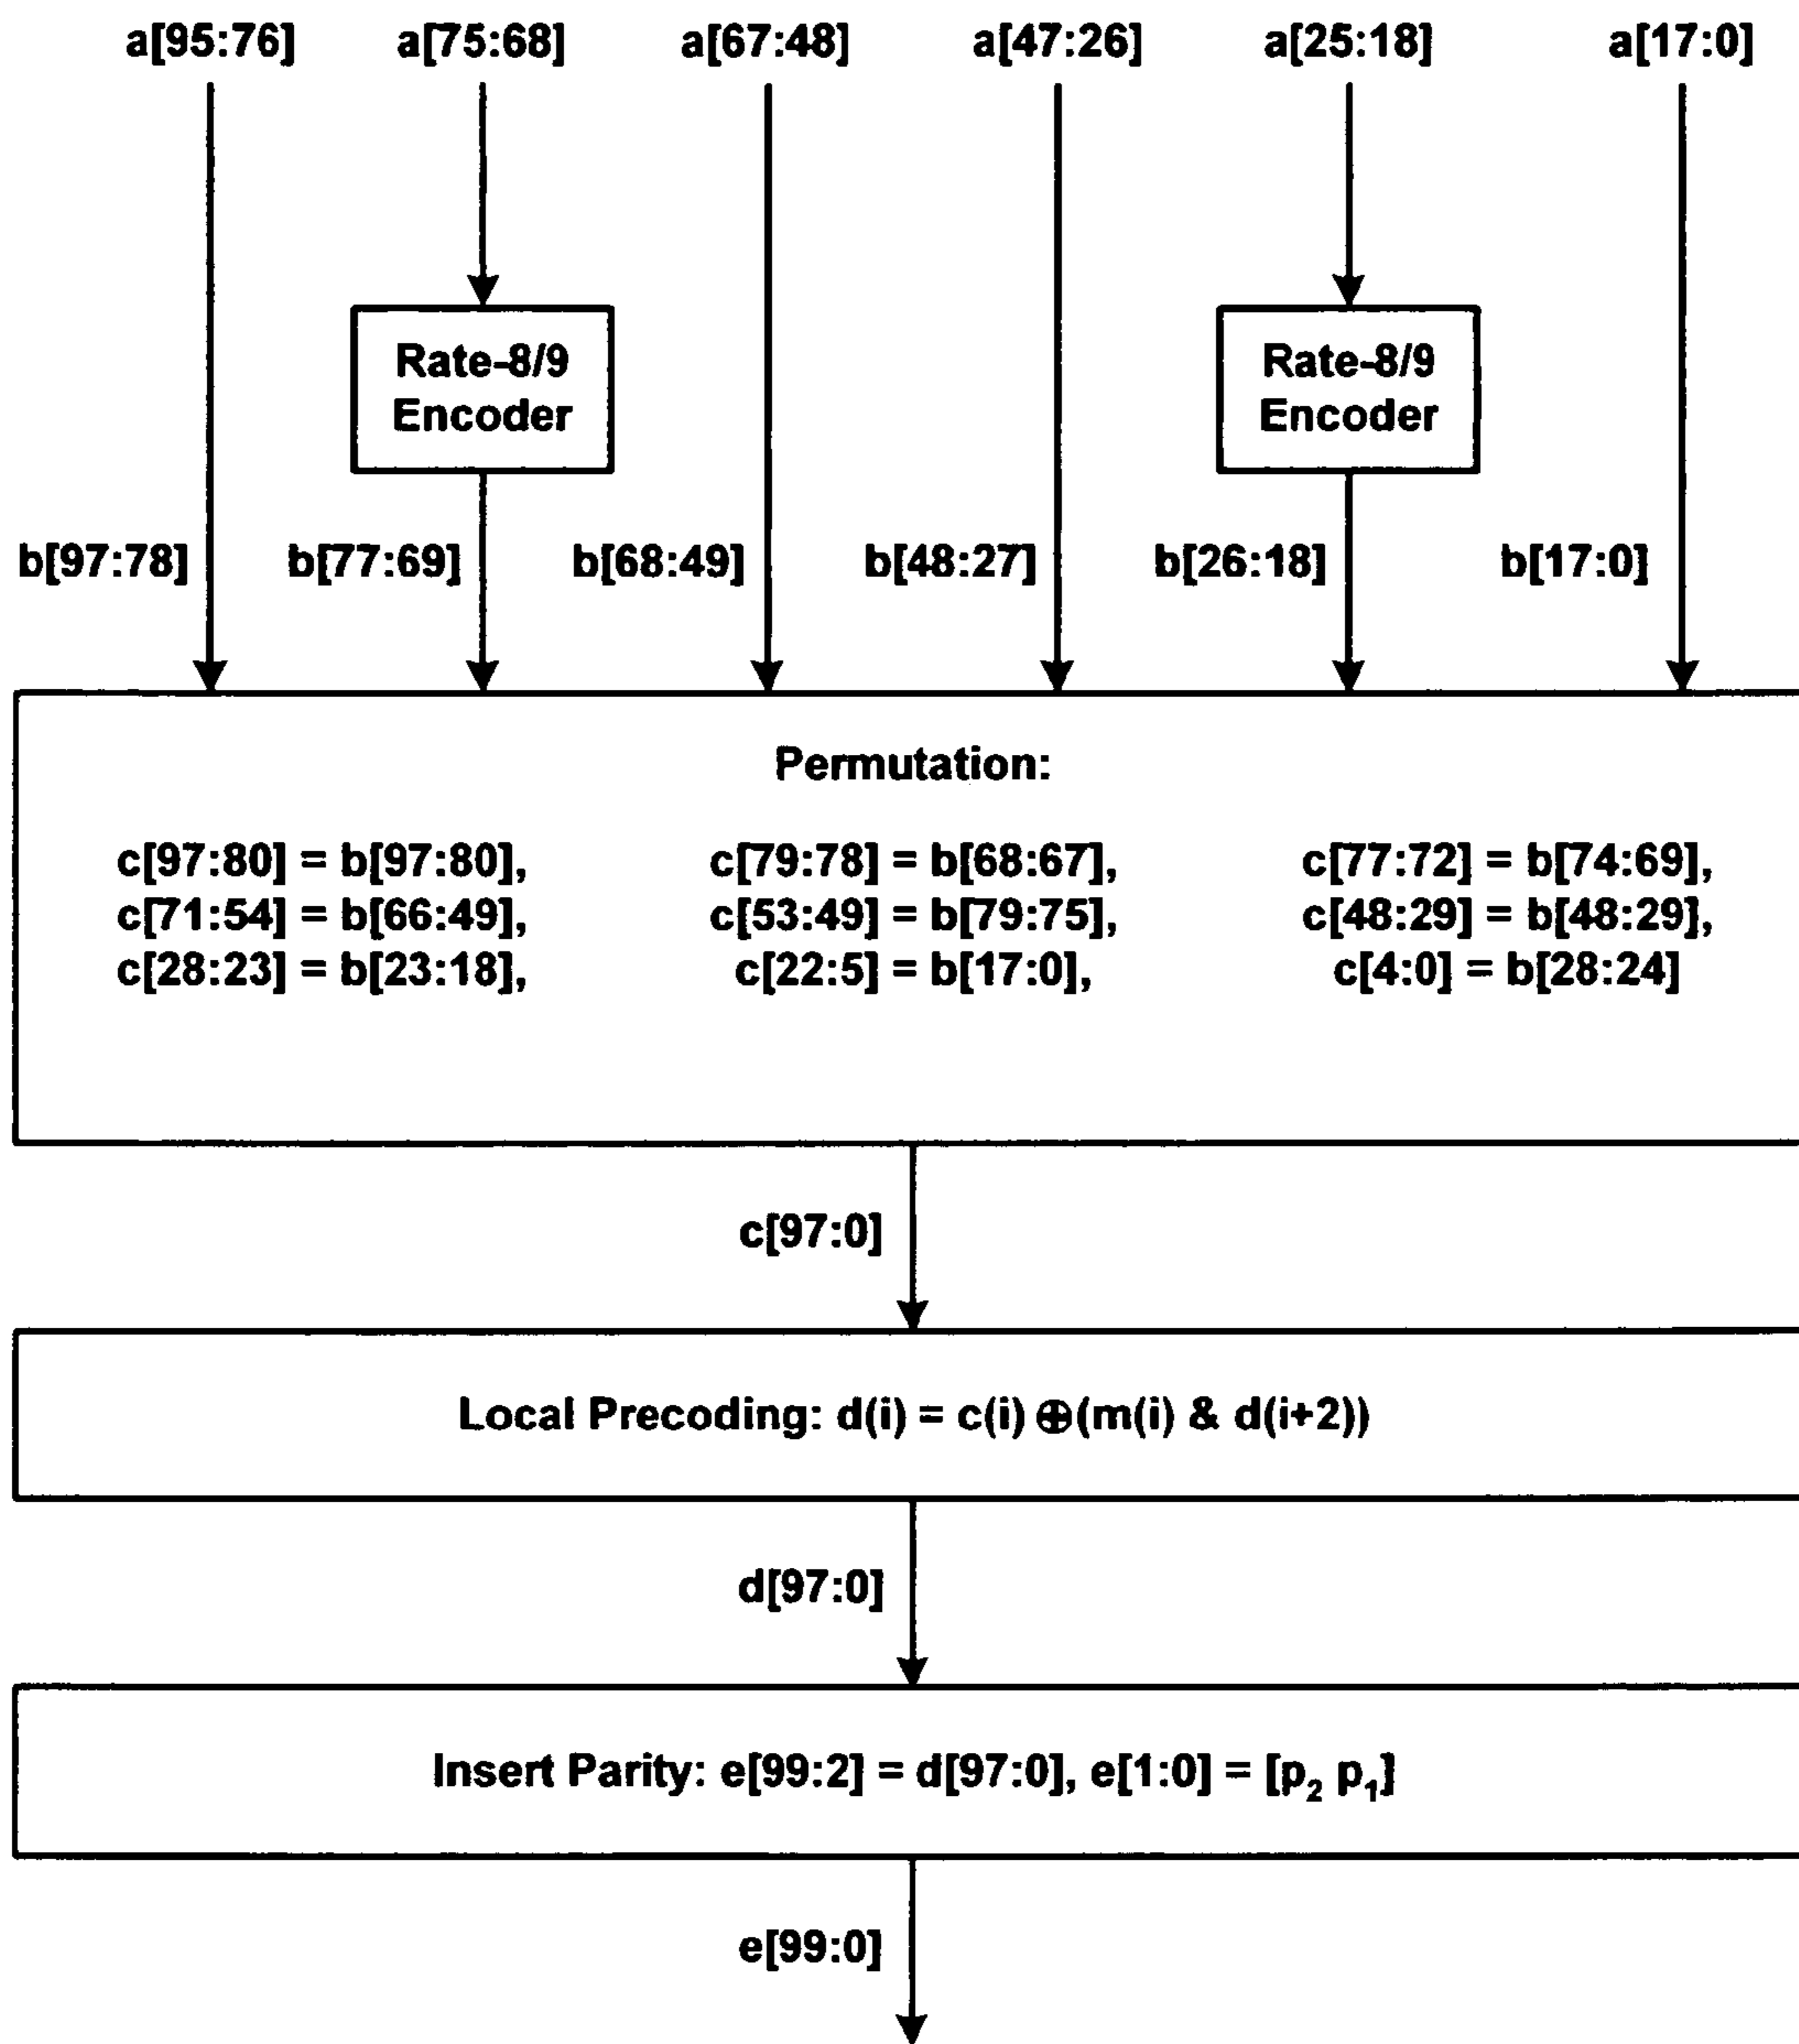 a[95:76] a[75:68] a[67:48] a[47:26] a[25:18] a[17:0]
Rate-8/9 Rate-8/9
Encoder Encoder
b[97:78] b[77:69] b[68:49] b[48:27] b[26:18] b[17:0]
Permutation:
c[97:80] = b[97:80], c[79:78] = b[68:67], c[77:72] = b[74:69],
c[71:54] = b[66:49], c[53:49] = b[79:75], c[48:29] = b[48:29],
c[28:23] = b[23:18], c[22:5] = b[17:0], c[4:0] = b[28:24]
c[97:0]
Local Precoding: d(i) = c(i) ⊕(m(i) & d(i+2))
d[97:0]
Insert Parity: e[99:2] = d[97:0], e[1:0] = [p₂ p₁]
e[99:0]